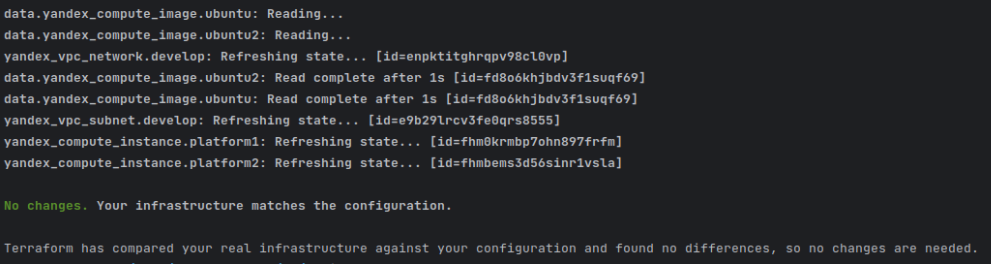 data.yandex_compute_image.ubuntu: Reading...
data.yandex_compute_image.ubuntu2: Reading...
yandex_vpc_network.develop: Refreshing state... [id=enpktitghrqpv98cl0vp]
data.yandex_compute_image.ubuntu2: Read complete after 1s [id=fd8o6khjbdv3f1suqf69]
data.yandex_compute_image.ubuntu: Read complete after 1s [id=fd8o6khjbdv3f1suqf69]
yandex_vpc_subnet.develop: Refreshing state... [id=e9b29lrcv3fe0qrs8555]
yandex_compute_instance.platform1: Refreshing state... [id=fhm0krmbp7ohn897frfm]
yandex_compute_instance.platform2: Refreshing state... [id=fhmbems3d56sinr1vsla]
No changes. Your infrastructure matches the configuration.
Terraform has compared your real infrastructure against your configuration and found no differences, so no changes are needed.